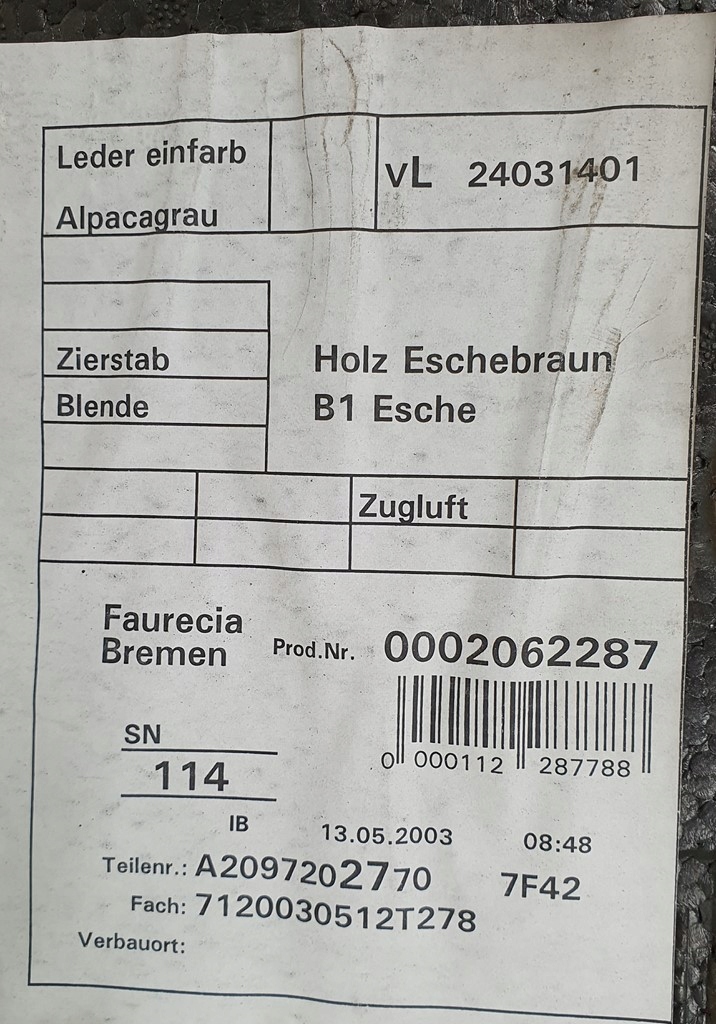 Leder einfarb
Alpacagrau
vL 24031401
Zierstab
Holz Eschebraun
Blende
B1 Esche
Zugluft
Faurecia
Bremen
Prod.Nr. 0002062287
0 000112 287788
SN
114
IB 13.05.2003 08:48
Teilenr.: A2097202770 7F42
Fach: 7120030512T278
Verbauort: